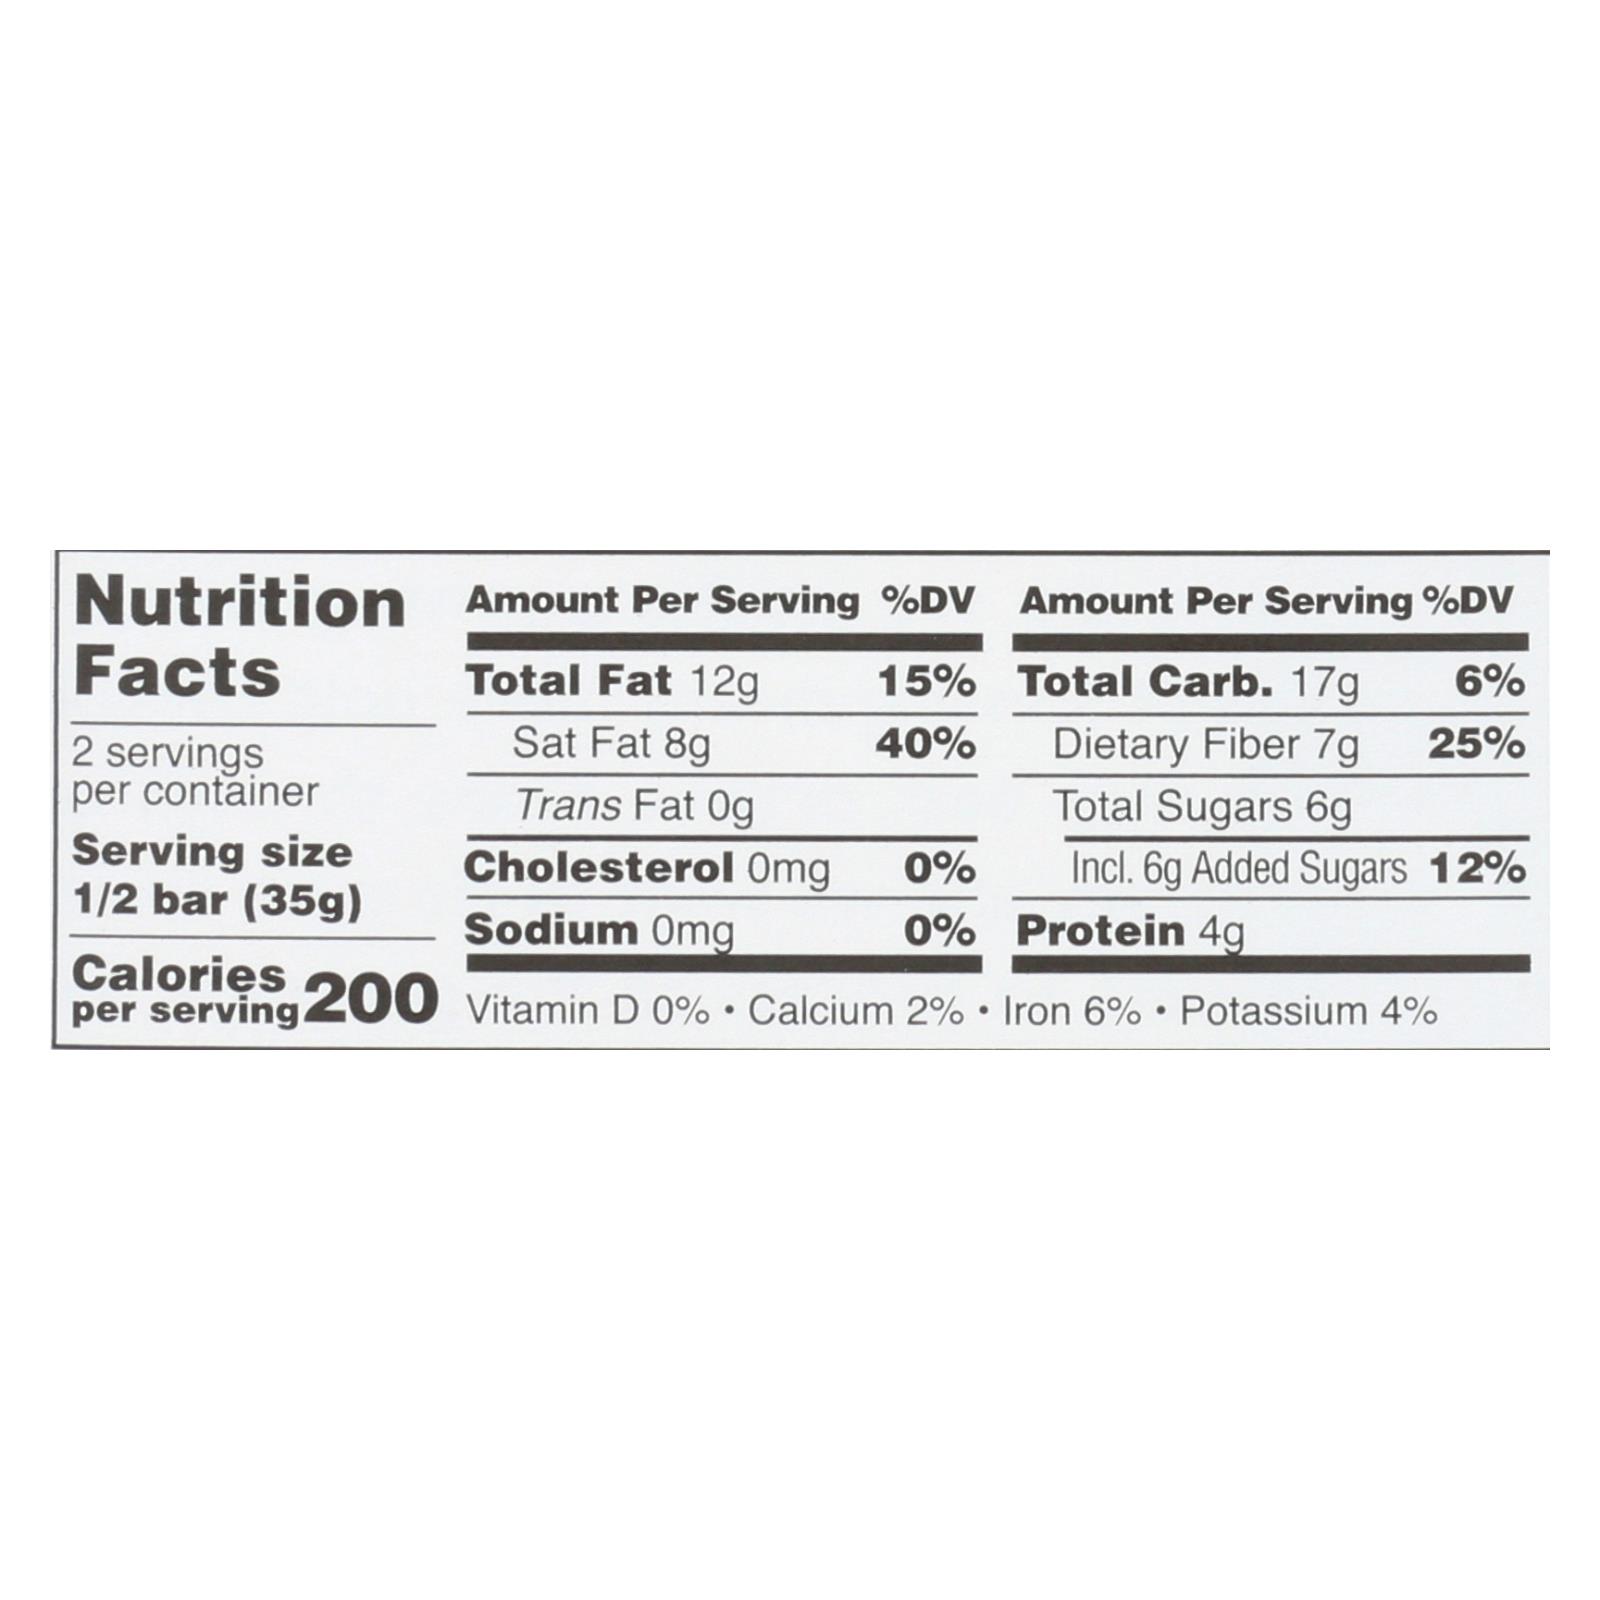 Nutrition
Facts
2 servings
per container
Serving size
1/2 bar (35g)
Calories
per serving 200
Amount Per Serving %DV
Total Fat 12g 15%
Sat Fat 8g 40%
Trans Fat 0g
Cholesterol 0mg 0%
Sodium 0mg 0%
Amount Per Serving %DV
Total Carb. 17g 6%
Dietary Fiber 7g 25%
Total Sugars 6g
Incl. 6g Added Sugars 12%
Protein 4g
Vitamin D 0% • Calcium 2% • Iron 6% • Potassium 4%